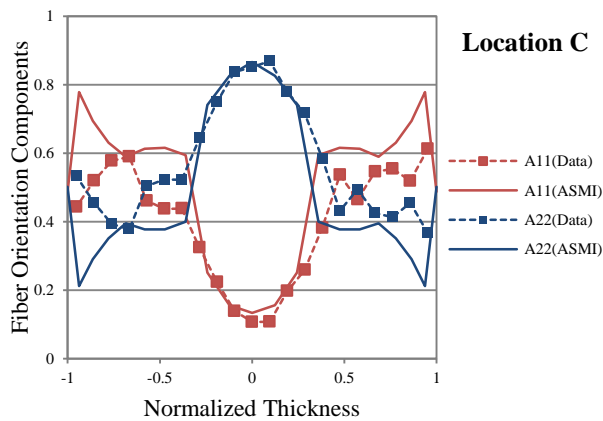 Location C
Fiber Orientation Components
1
0.8
0.6
0.4
0.2
0
-1
-0.5
0
0.5
1
Normalized Thickness
A11(Data)
A11(ASMI)
A22(Data)
A22(ASMI)